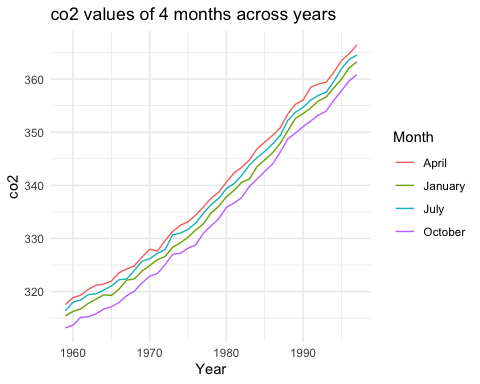 co2 values of 4 months across years
360
350
340
330
320
co2
1960
1970
1980
1990
Year
Month
April
January
July
October